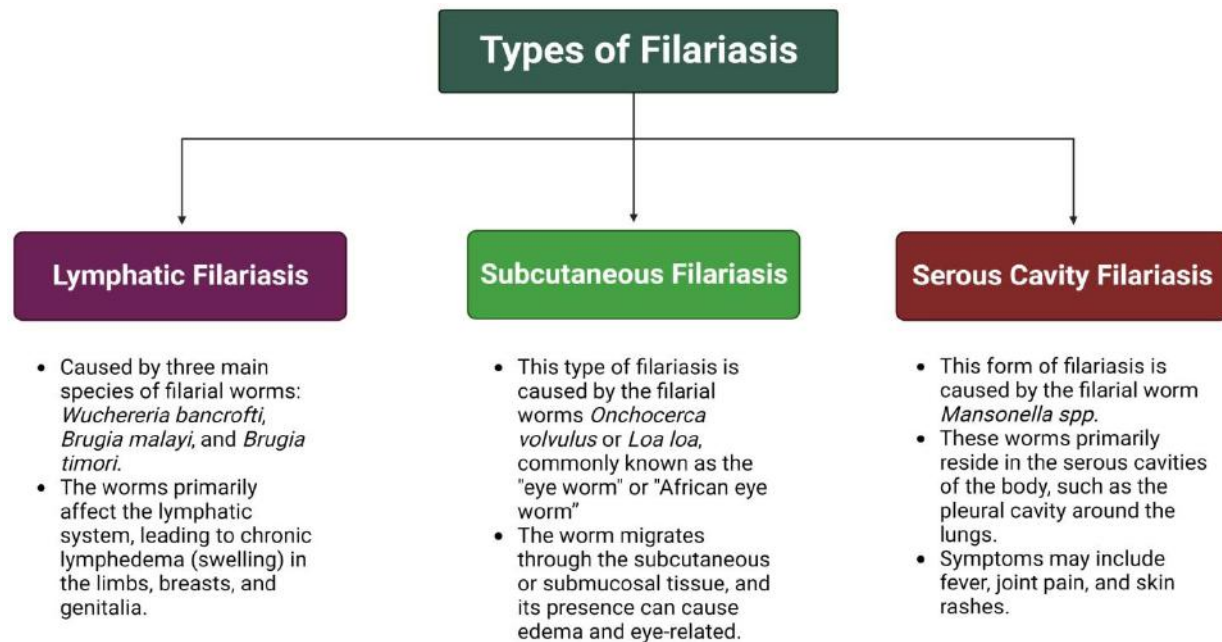 Types of Filariasis
Lymphatic Filariasis
• Caused by three main
species of filarial worms:
Wuchereria bancrofti,
Brugia malayi, and Brugia
timori.
• The worms primarily
affect the lymphatic
system, leading to chronic
lymphedema (swelling) in
the limbs, breasts, and
genitalia.
Subcutaneous Filariasis
• This type of filariasis is
caused by the filarial
worms Onchocerca
volvulus or Loa loa,
commonly known as the
"eye worm" or "African eye
worm”
• The worm migrates
through the subcutaneous
or submucosal tissue, and
its presence can cause
edema and eye-related.
Serous Cavity Filariasis
• This form of filariasis is
caused by the filarial worm
Mansonella spp.
• These worms primarily
reside in the serous cavities
of the body, such as the
pleural cavity around the
lungs.
• Symptoms may include
fever, joint pain, and skin
rashes.